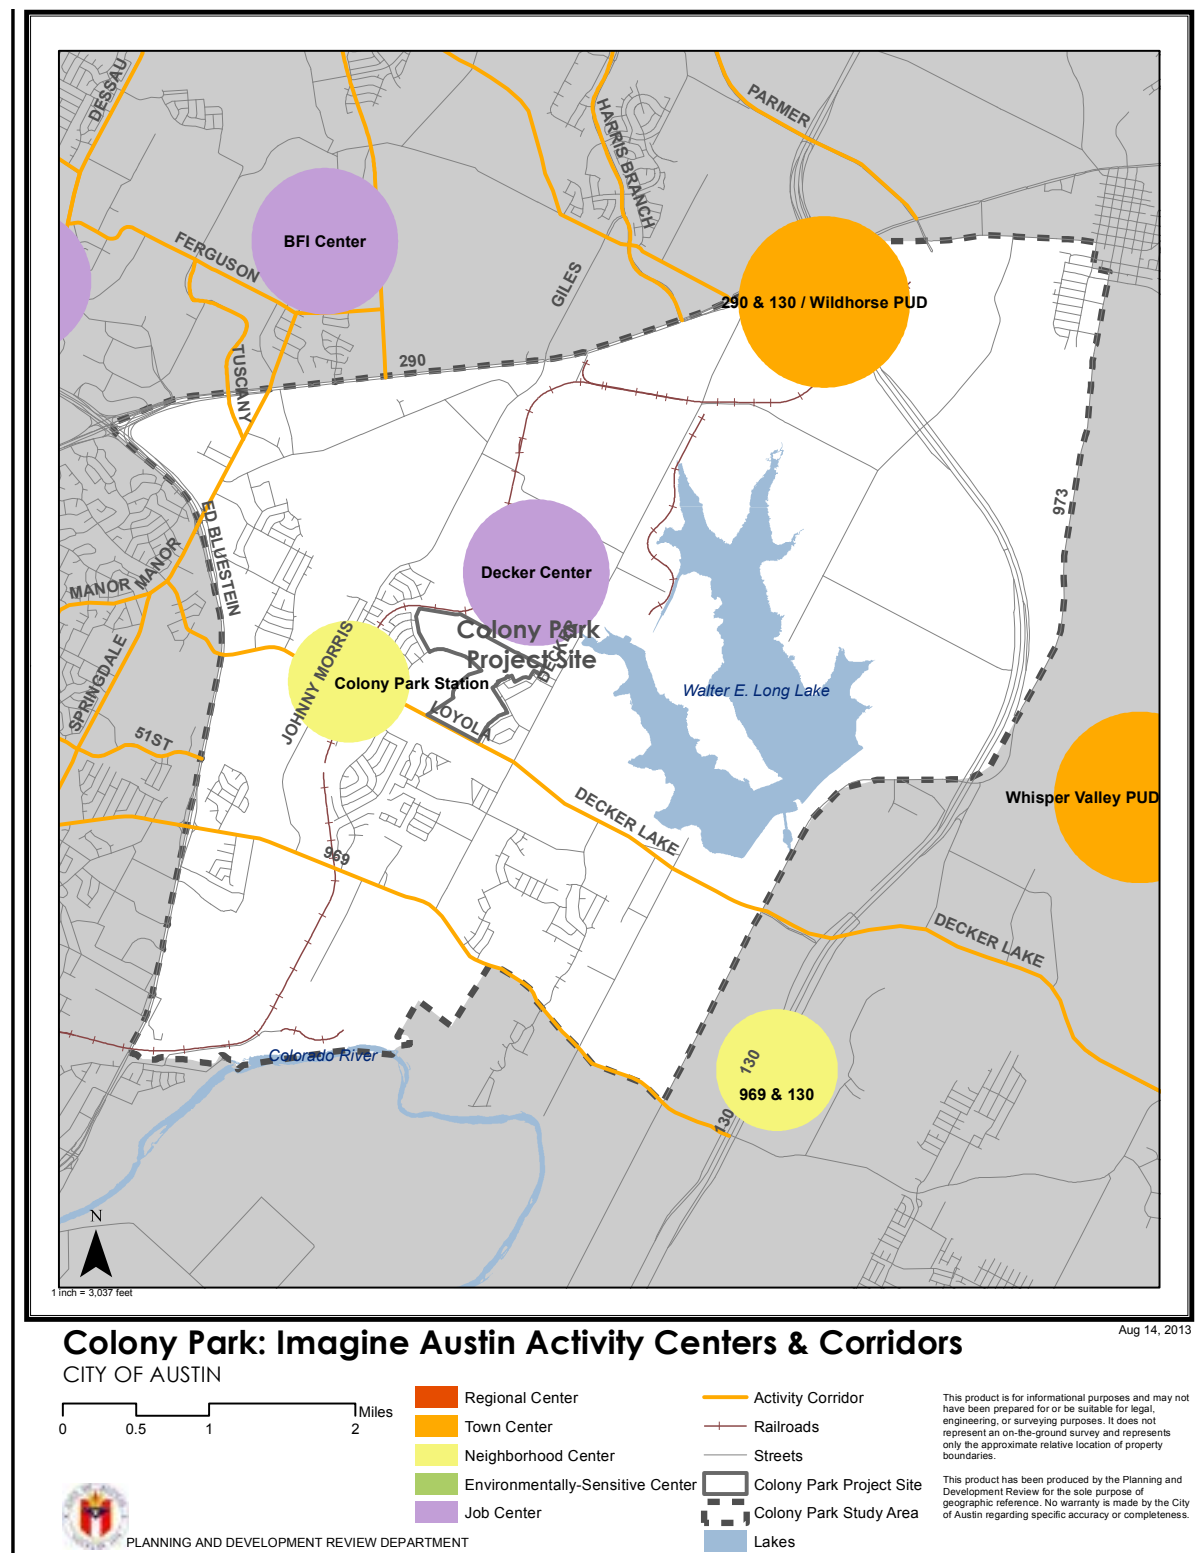 DESSAU
HARRIS BRANCH
PARMER
BFI Center
FERGUSON
GILES
290 & 130 / Wildhorse PUD
290
TUSCANY
973
ED BLUESTEIN
MANOR
MANOR
Decker Center
SPRINGDALE
JOHNNY MORRIS
Colony Park
Project Site
DECKER
Colony Park Station
LOYOLA
Walter E. Long Lake
51ST
DECKER LAKE
Whisper Valley PUD
969
DECKER LAKE
Colorado River
130
969 & 130
130
N
1 inch = 3,037 feet
Aug 14, 2013
Colony Park: Imagine Austin Activity Centers & Corridors
CITY OF AUSTIN
Miles
0 0.5 1 2
Regional Center
Town Center
Neighborhood Center
Environmentally-Sensitive Center
Job Center
Activity Corridor
Railroads
Streets
Colony Park Project Site
Colony Park Study Area
Lakes
This product is for informational purposes and may not
have been prepared for or be suitable for legal,
engineering, or surveying purposes. It does not
represent an on-the-ground survey and represents
only the approximate relative location of property
boundaries.
This product has been produced by the Planning and
Development Review for the sole purpose of
geographic reference. No warranty is made by the City
of Austin regarding specific accuracy or completeness.
PLANNING AND DEVELOPMENT REVIEW DEPARTMENT